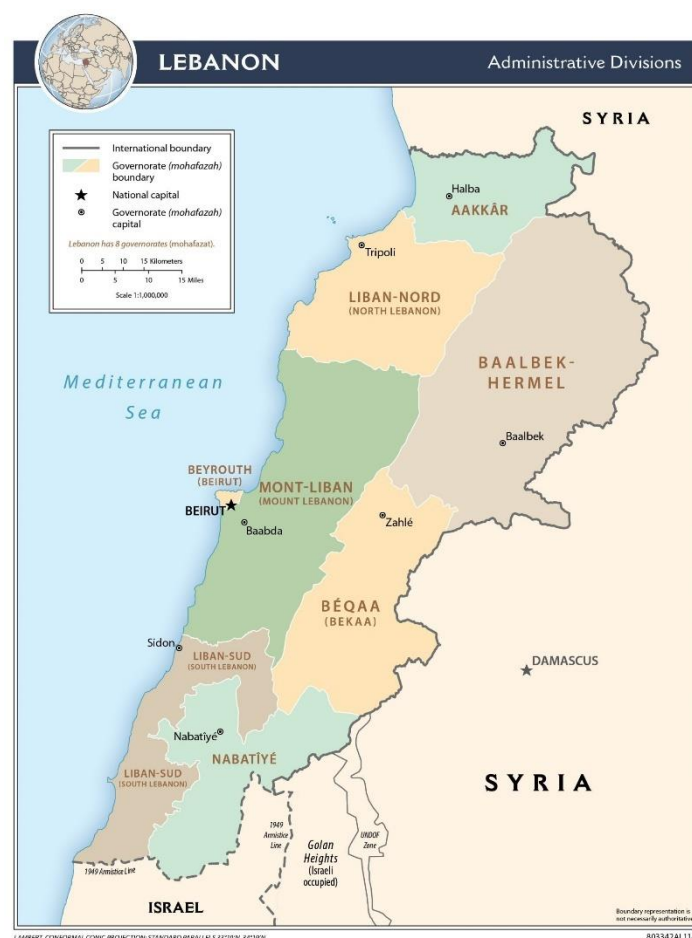 LEBANON
Administrative Divisions
International boundary
Governorate (mohafazah)
boundary
National capital
Governorate (mohafazah)
capital
Lebanon has 8 governorates (mohafazat).
0 5 10 15 Kilometers
0 5 10 15 Miles
Scale 1:1,000,000
SYRIA
Halba
AAKKÂR
Tripoli
LIBAN-NORD
(NORTH LEBANON)
BAALBEK-
HERMEL
Baalbek
Mediterranean
Sea
BEYROUTH
(BEIRUT)
BEIRUT
MONT-LIBAN
(MOUNT LEBANON)
Baabda
Zahlé
BÉQAA
(BEKAA)
Sidon
LIBAN-SUD
(SOUTH LEBANON)
DAMASCUS
Nabatîyé
NABATÎYÉ
LIBAN-SUD
(SOUTH LEBANON)
SYRIA
1949
Armistice
Line
Golan
Heights
(Israeli
occupied)
UNDOF
Zone
1949 Armistice Line
ISRAEL
Boundary representation is
not necessarily authoritative
803342AI 11